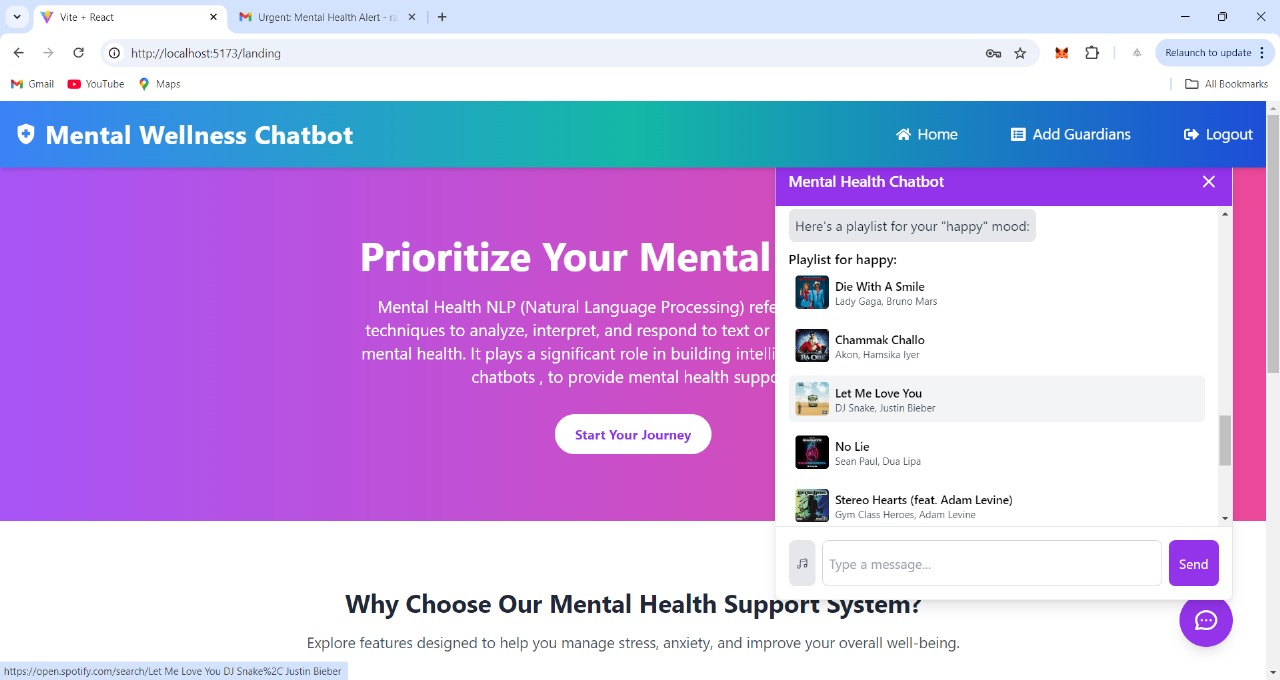 Vite + React
Urgent: Mental Health Alert - ra
http://localhost:5173/landing
Relaunch to update
Gmail
YouTube
Maps
All Bookmarks
Mental Wellness Chatbot
Home
Add Guardians
Logout
Prioritize Your Mental
Mental Health NLP (Natural Language Processing) refe
techniques to analyze, interpret, and respond to text or
mental health. It plays a significant role in building intelli
chatbots , to provide mental health suppo
Start Your Journey
Mental Health Chatbot
Here's a playlist for your "happy" mood:
Playlist for happy:
Die With A Smile
Lady Gaga, Bruno Mars
Chammak Challo
Akon, Hamsika Iyer
Let Me Love You
DJ Snake, Justin Bieber
No Lie
Sean Paul, Dua Lipa
Stereo Hearts (feat. Adam Levine)
Gym Class Heroes, Adam Levine
Type a message...
Send
Why Choose Our Mental Health Support System?
Explore features designed to help you manage stress, anxiety, and improve your overall well-being.
https://open.spotify.com/search/Let Me Love You DJ Snake%2C Justin Bieber